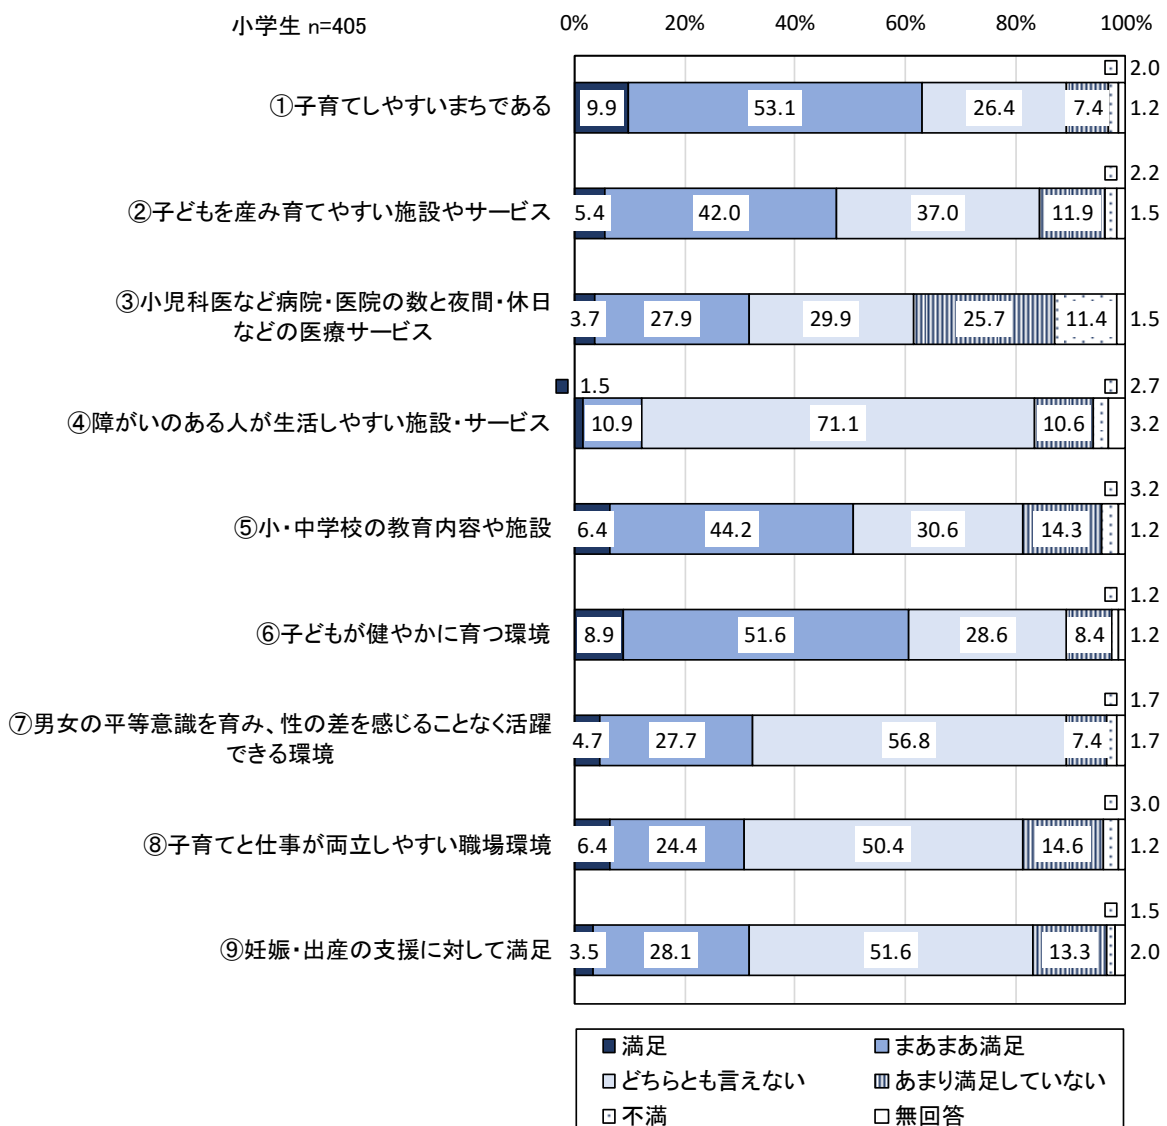 小学生 n=405
0% 20% 40% 60% 80% 100%
2.0
①子育てしやすいまちである 9.9 53.1 26.4 7.4 1.2
2.2
②子どもを産み育てやすい施設やサービス 5.4 42.0 37.0 11.9 1.5
③小児科医など病院・医院の数と夜間・休日
などの医療サービス
3.7 27.9 29.9 25.7 11.4 1.5
1.5 2.7
④障がいのある人が生活しやすい施設・サービス 10.9 71.1 10.6 3.2
3.2
⑤小・中学校の教育内容や施設 6.4 44.2 30.6 14.3 1.2
1.2
⑥子どもが健やかに育つ環境 8.9 51.6 28.6 8.4 1.2
1.7
⑦男女の平等意識を育み、性の差を感じることなく活躍
できる環境
4.7 27.7 56.8 7.4 1.7
3.0
⑧子育てと仕事が両立しやすい職場環境 6.4 24.4 50.4 14.6 1.2
1.5
⑨妊娠・出産の支援に対して満足 3.5 28.1 51.6 13.3 2.0
満足 まあまあ満足
どちらとも言えない あまり満足していない
不満 無回答